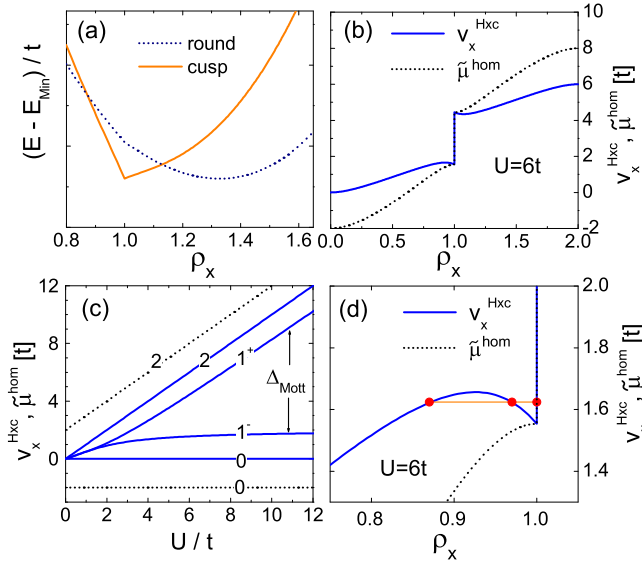 (a)
round
cusp
(E - E_Min) / t
0.8 1.0 1.2 1.4 1.6
ρ_x
(b)
v_x^Hxc
μ̃^hom
U=6t
10
8
6
4
2
0
-2
v_x^Hxc, μ̃^hom [t]
0.0 0.5 1.0 1.5 2.0
ρ_x
(c)
12
8
4
0
v_x^Hxc, μ̃^hom [t]
2 2 1⁺
Δ_Mott
1
0
0
0 2 4 6 8 10 12
U / t
(d)
v_x^Hxc
μ̃^hom
U=6t
2.0
1.8
1.6
1.4
v_x^Hxc, μ̃^hom [t]
0.8 0.9 1.0
ρ_x